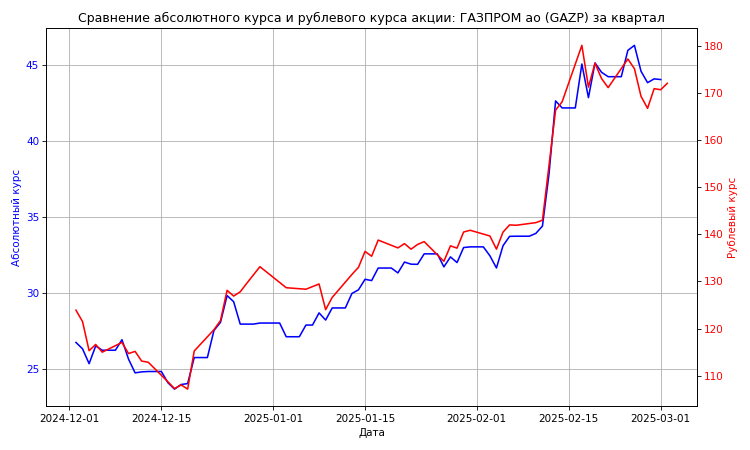 Сравнение абсолютного курса и рублевого курса акции: ГАЗПРОМ ао (GAZP) за квартал
Абсолютный курс
45
40
35
30
25
180
170
160
150
140
130
120
110
Рублевый курс
2024-12-01 2024-12-15 2025-01-01 2025-01-15 2025-02-01 2025-02-15 2025-03-01
Дата